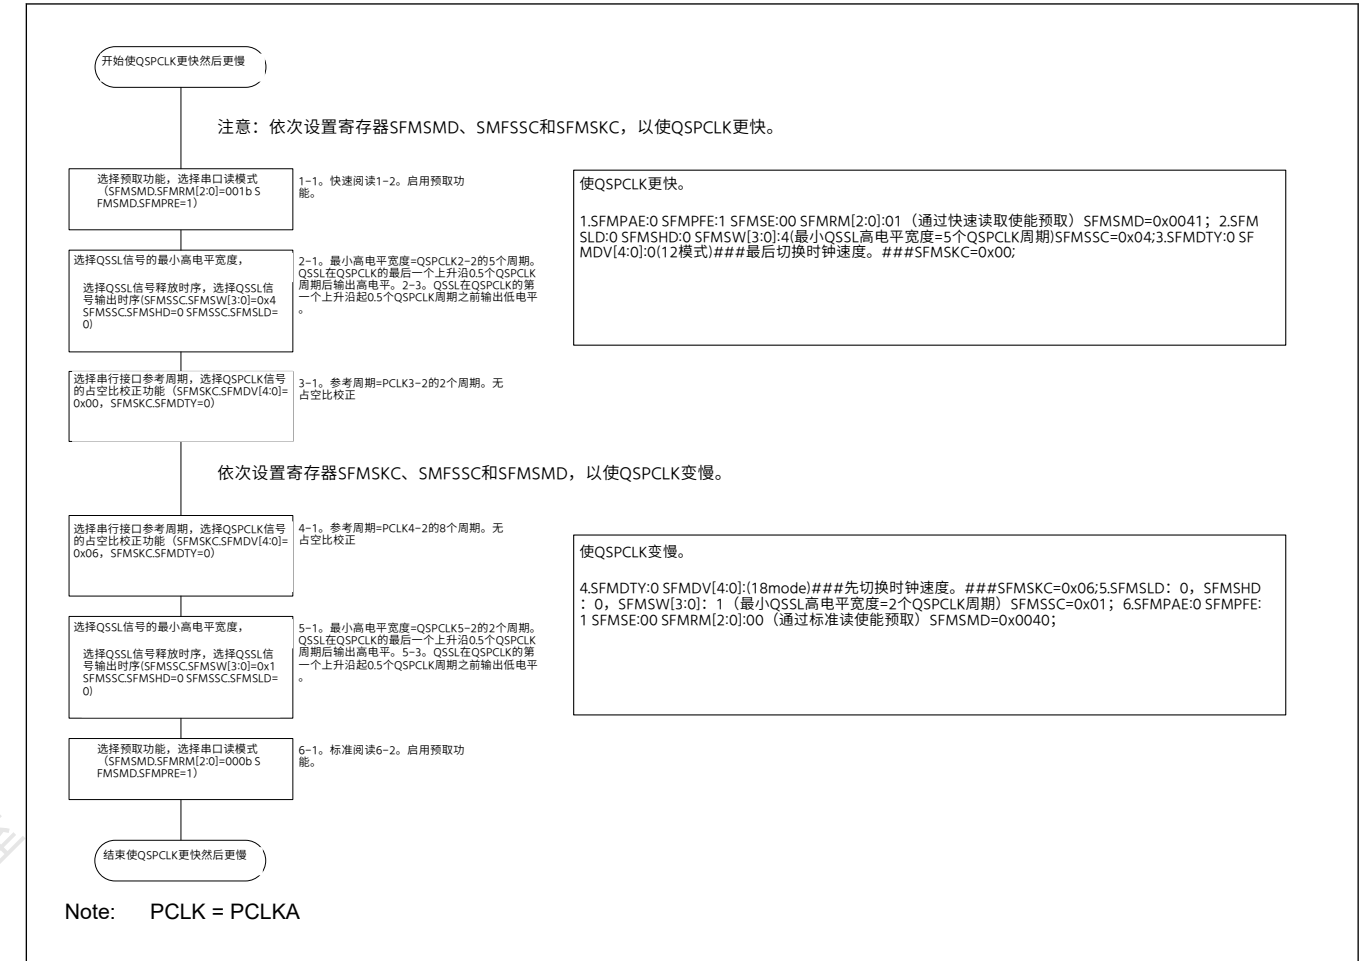 开始使QSPCLK更快然后更慢
注意：依次设置寄存器SFMSMD、SMFSSC和SFMSKC，以使QSPCLK更快。
选择预取功能，选择串口读模式
（SFMSMD.SFMRM[2:0]=001b S
FMSMD.SFMPRE=1）
1-1。快速阅读1-2。启用预取功
能。
使QSPCLK更快。
1.SFMPAE:0 SFMPFE:1 SFMSE:00 SFMRM[2:0]:01（通过快速读取使能预取）SFMSMD=0x0041；2.SFM
SLD:0 SFMSHD:0 SFMSW[3:0]:4(最小QSSL高电平宽度=5个QSPCLK周期)SFMSSC=0x04;3.SFMDTY:0 SF
MDV[4:0]:0(12模式)###最后切换时钟速度。###SFMSKC=0x00;
选择QSSL信号的最小高电平宽度，
选择QSSL信号释放时序，选择QSSL信
号输出时序(SFMSSC.SFMSW[3:0]=0x4
SFMSSC.SFMSHD=0 SFMSSC.SFMSLD=
0)
2-1。最小高电平宽度=QSPCLK2-2的5个周期。
QSSL在QSPCLK的最后一个上升沿0.5个QSPCLK
周期后输出高电平。2-3。QSSL在QSPCLK的第
一个上升沿起0.5个QSPCLK周期之前输出低电平
。
选择串行接口参考周期，选择QSPCLK信号
的占空比校正功能（SFMSKC.SFMDV[4:0]=
0x00，SFMSKC.SFMDTY=0）
3-1。参考周期=PCLK3-2的2个周期。无
占空比校正
依次设置寄存器SFMSKC、SMFSSC和SFMSMD，以使QSPCLK变慢。
选择串行接口参考周期，选择QSPCLK信号
的占空比校正功能（SFMSKC.SFMDV[4:0]=
0x06，SFMSKC.SFMDTY=0）
4-1。参考周期=PCLK4-2的8个周期。无
占空比校正
使QSPCLK变慢。
4.SFMDTY:0 SFMDV[4:0]:(18mode)###先切换时钟速度。###SFMSKC=0x06;5.SFMSLD：0，SFMSHD
：0，SFMSW[3:0]：1（最小QSSL高电平宽度=2个QSPCLK周期）SFMSSC=0x01；6.SFMPAE:0 SFMPFE:
1 SFMSE:00 SFMRM[2:0]:00（通过标准读使能预取）SFMSMD=0x0040；
选择QSSL信号的最小高电平宽度，
选择QSSL信号释放时序，选择QSSL信
号输出时序(SFMSSC.SFMSW[3:0]=0x1
SFMSSC.SFMSHD=0 SFMSSC.SFMSLD=
0)
5-1。最小高电平宽度=QSPCLK5-2的2个周期。
QSSL在QSPCLK的最后一个上升沿0.5个QSPCLK
周期后输出高电平。5-3。QSSL在QSPCLK的第
一个上升沿起0.5个QSPCLK周期之前输出低电平
。
选择预取功能，选择串口读模式
（SFMSMD.SFMRM[2:0]=000b S
FMSMD.SFMPRE=1）
6-1。标准阅读6-2。启用预取功
能。
结束使QSPCLK更快然后更慢
Note: PCLK = PCLKA